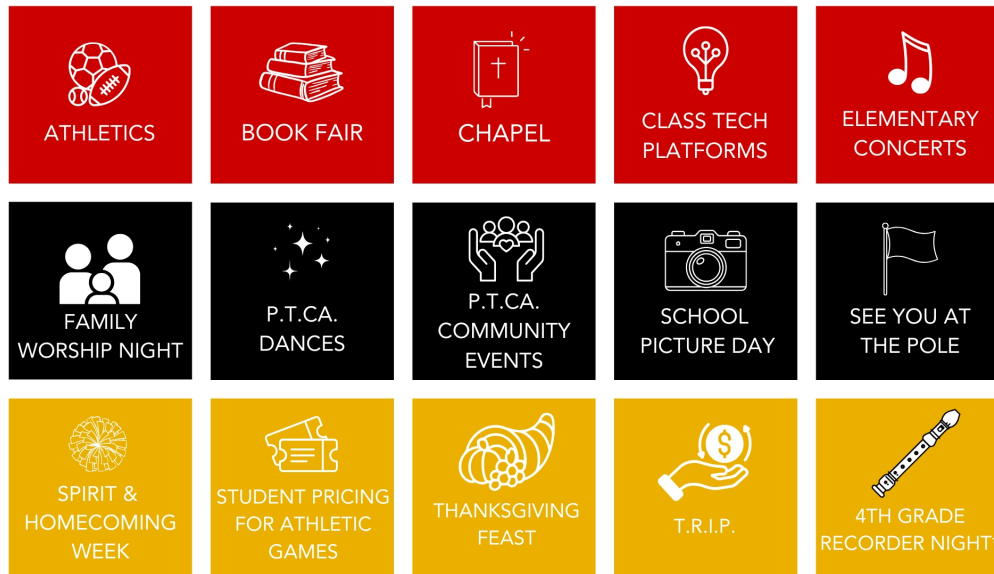 ATHLETICS
BOOK FAIR
CHAPEL
CLASS TECH
PLATFORMS
ELEMENTARY
CONCERTS
FAMILY
WORSHIP NIGHT
P.T.CA.
DANCES
P.T.CA.
COMMUNITY
EVENTS
SCHOOL
PICTURE DAY
SEE YOU AT
THE POLE
SPIRIT &
HOMECOMING
WEEK
STUDENT PRICING
FOR ATHLETIC
GAMES
THANKSGIVING
FEAST
T.R.I.P.
4TH GRADE
RECORDER NIGHT